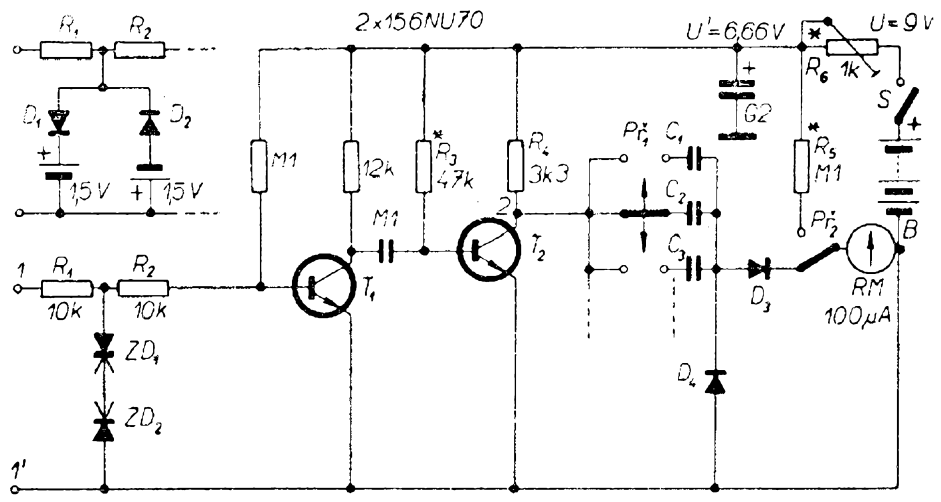 2×156NU70
R₁ R₂
D₁ D₂
+
1,5V + 1,5V
M1
12k
* R₃ 47k
R₄ 3k3
M1
2
T₁
T₂
U'=6,66V
+
G2
* R₆ 1k
U=9V
S
+
B
* R₅ M1
Př₁
C₁
C₂
C₃
Př₂
D₃
D₄
RM
100μA
1
R₁ R₂
10k 10k
ZD₁
ZD₂
1'